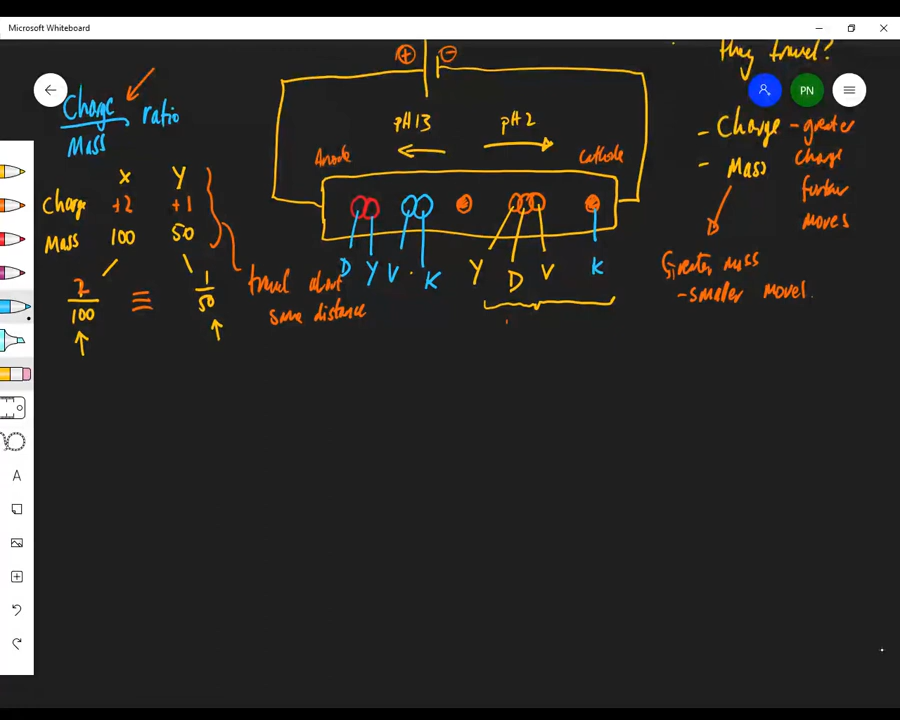 Microsoft Whiteboard
they travel?
PN
+
-
Charge
Mass
ratio
pH 13
pH 2
- Charge
- greater
charge
further
moves
- Mass
Anode
Cathode
X Y
Charge +2 +1
Mass 100 50
2
100
≡
1
50
travel about
same distance
D Y V K
Y D V K
Greater mass
- smaller moved.
A